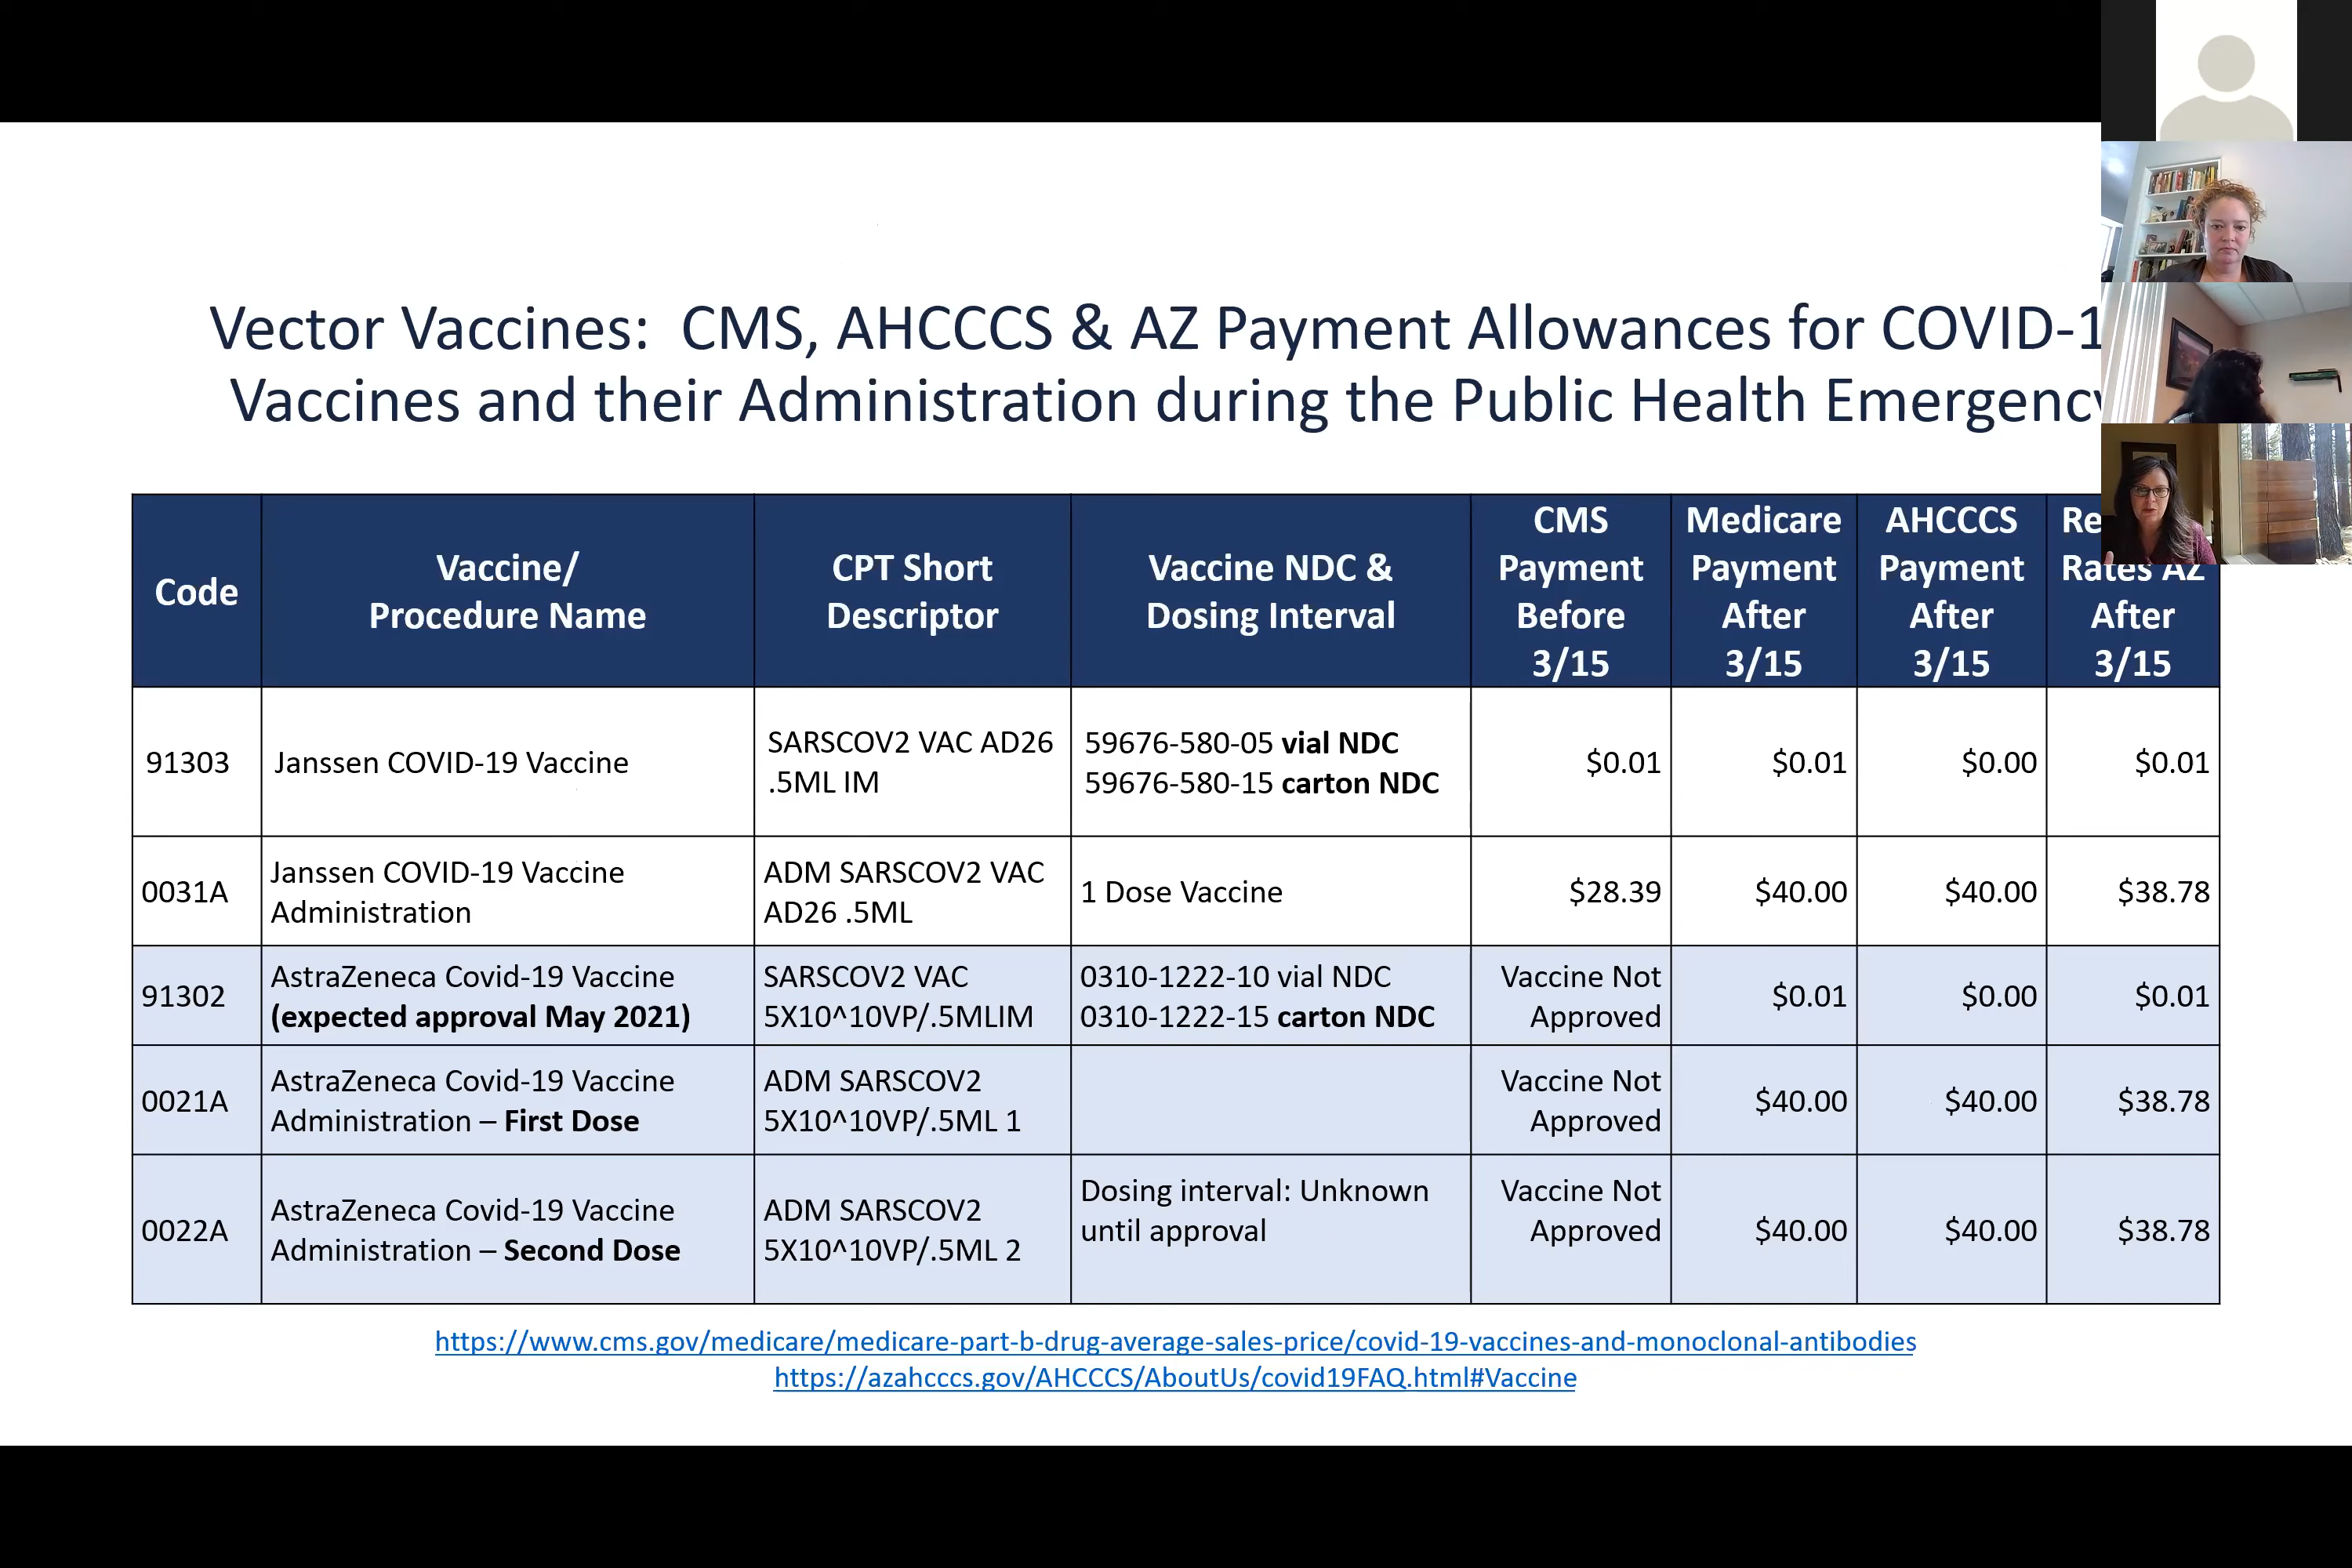 Vector Vaccines:  CMS, AHCCCS & AZ Payment Allowances for
Vaccines and their Administration during the Public Health
Code
Vaccine/
Procedure Name
CPT Short
Descriptor
Vaccine NDC &
Dosing Interval
CMS
Payment
Before
3/15
Medicare
Payment
After
3/15
AHCCCS
Payment
After
3/15
Rates AZ
After
3/15
91303
Janssen COVID-19 Vaccine
SARSCOV2 VAC AD26
.5ML IM
59676-580-05 vial NDC
59676-580-15 carton NDC
$0.01
$0.01
$0.00
$0.01
0031A
Janssen COVID-19 Vaccine
Administration
ADM SARSCOV2 VAC
AD26 .5ML
1 Dose Vaccine
$28.39
$40.00
$40.00
$38.78
91302
AstraZeneca Covid-19 Vaccine
(expected approval May 2021)
SARSCOV2 VAC
5X10^10VP/.5MLIM
0310-1222-10 vial NDC
0310-1222-15 carton NDC
Vaccine Not
Approved
$0.01
$0.00
$0.01
0021A
AstraZeneca Covid-19 Vaccine
Administration – First Dose
ADM SARSCOV2
5X10^10VP/.5ML 1
Vaccine Not
Approved
$40.00
$40.00
$38.78
0022A
AstraZeneca Covid-19 Vaccine
Administration – Second Dose
ADM SARSCOV2
5X10^10VP/.5ML 2
Dosing interval: Unknown
until approval
Vaccine Not
Approved
$40.00
$40.00
$38.78
https://www.cms.gov/medicare/medicare-part-b-drug-average-sales-price/covid-19-vaccines-and-monoclonal-antibodies
https://azahcccs.gov/AHCCCS/AboutUs/covid19FAQ.html#Vaccine